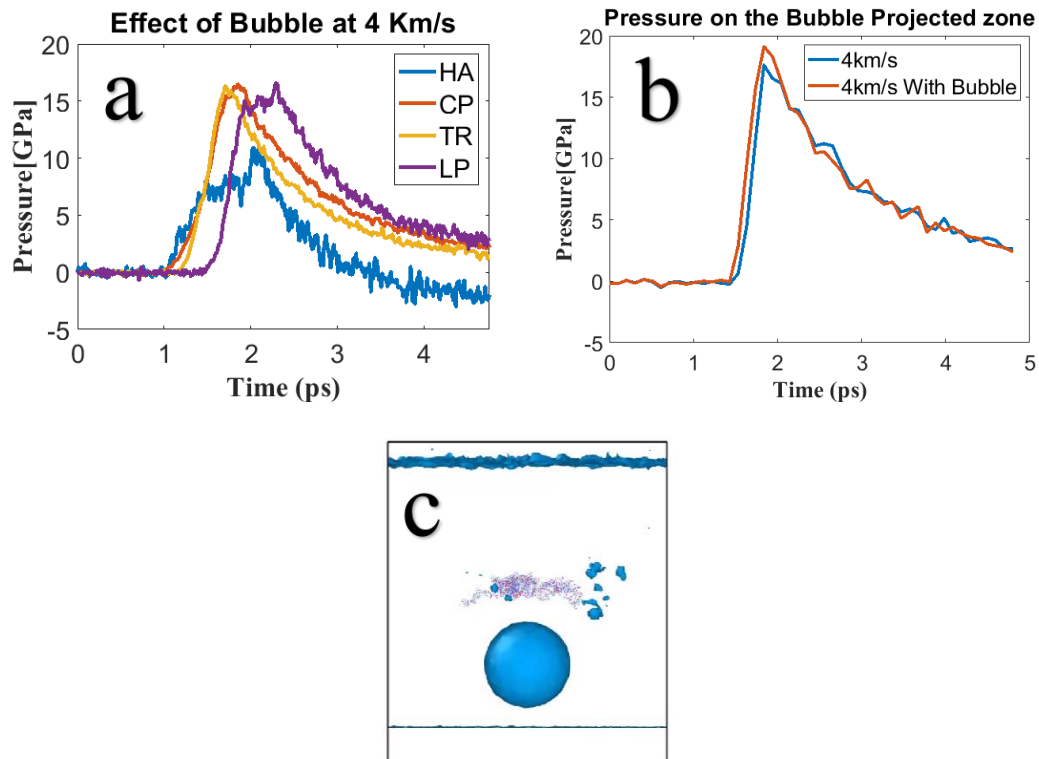 Effect of Bubble at 4 Km/s
a
HA
CP
TR
LP
20
15
10
5
0
-5
Pressure[GPa]
0
1
2
3
4
Time (ps)
Pressure on the Bubble Projected zone
b
4km/s
4km/s With Bubble
20
15
10
5
0
-5
Pressure[GPa]
0
1
2
3
4
5
Time (ps)
c